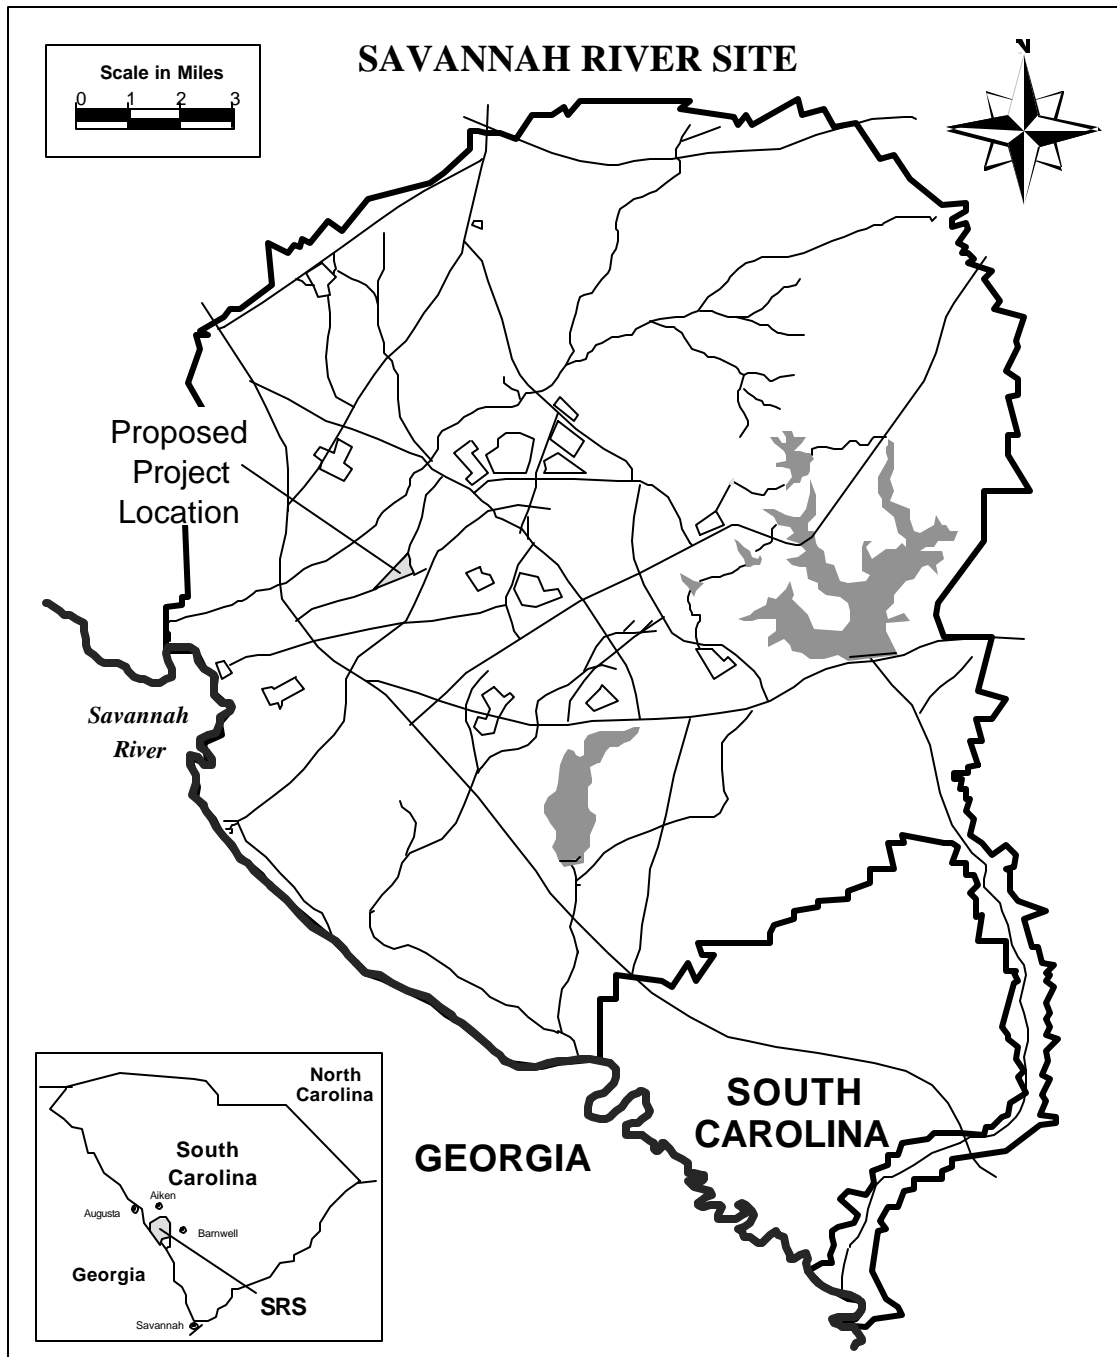 SAVANNAH RIVER SITE
Scale in Miles
0 1 2 3
N
Proposed
Project
Location
Savannah
River
SOUTH
CAROLINA
GEORGIA
North
Carolina
South
Carolina
Aiken
Augusta
Barnwell
Georgia
SRS
Savannah